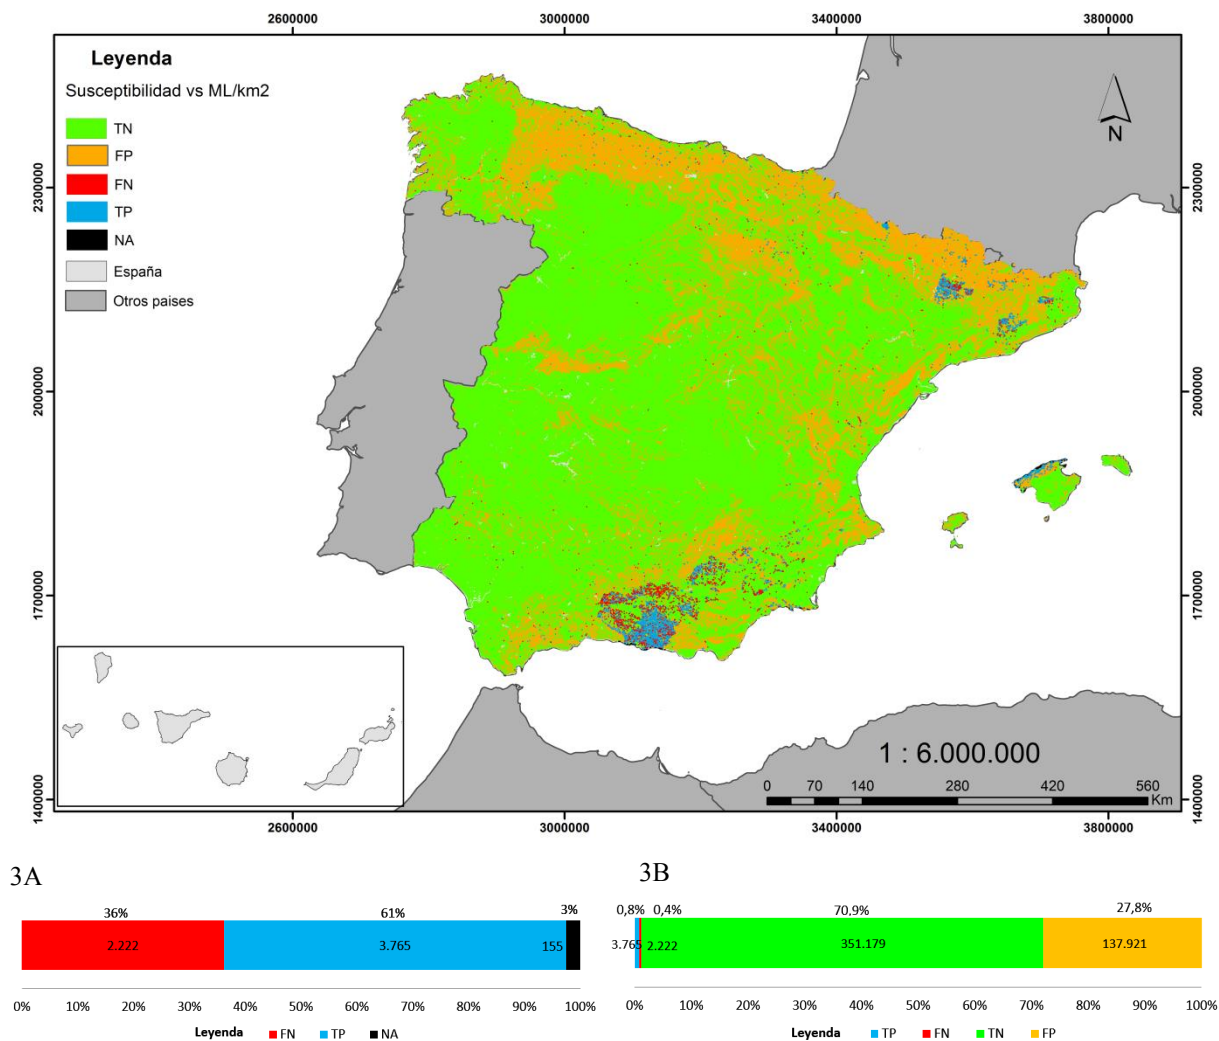 2600000 3000000 3400000 3800000
Leyenda
Susceptibilidad vs ML/km2
TN
FP
FN
TP
NA
España
Otros paises
N
2300000 2300000
2000000 2000000
1700000 1700000
1400000 1400000
1 : 6.000.000
0 70 140 280 420 560
Km
2600000 3000000 3400000 3800000
3A
36% 61% 3%
2.222 3.765 155
0% 10% 20% 30% 40% 50% 60% 70% 80% 90% 100%
Leyenda FN TP NA
3B
0,8% 0,4% 70,9% 27,8%
3.765 2.222 351.179 137.921
0% 10% 20% 30% 40% 50% 60% 70% 80% 90% 100%
Leyenda TP FN TN FP